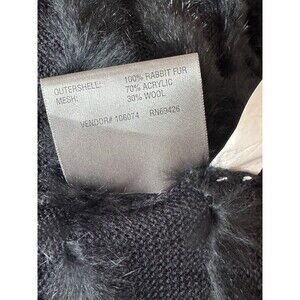 OUTERSHELL: 100% RABBIT FUR
MESH: 70% ACRYLIC
30% WOOL
VENDOR# 106074 RN69426